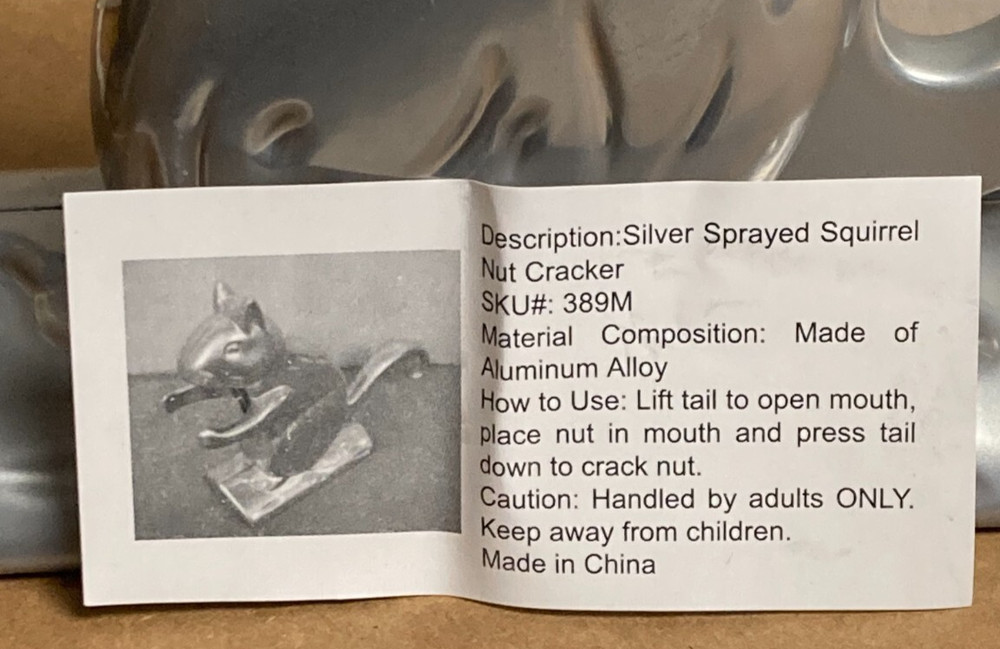 Description:Silver Sprayed Squirrel
Nut Cracker
SKU#: 389M
Material Composition: Made of
Aluminum Alloy
How to Use: Lift tail to open mouth,
place nut in mouth and press tail
down to crack nut.
Caution: Handled by adults ONLY.
Keep away from children.
Made in China